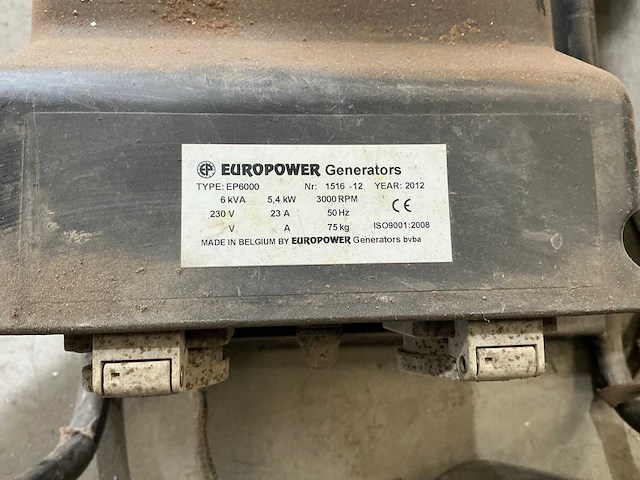 EP EUROPOWER Generators
TYPE: EP6000 Nr: 1516 -12 YEAR: 2012
6 kVA 5,4 kW 3000 RPM CE
230 V 23 A 50 Hz
V A 75 kg ISO9001:2008
MADE IN BELGIUM BY EUROPOWER Generators bvba